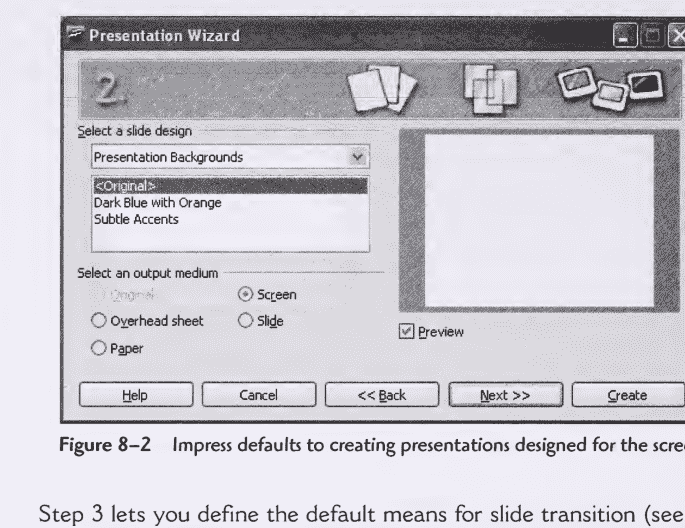 Presentation Wizard
2.
Select a slide design
Presentation Backgrounds
<Original>
Dark Blue with Orange
Subtle Accents
Select an output medium
Original
Screen
Overhead sheet
Slide
Paper
Preview
Help
Cancel
<< Back
Next >>
Create
Figure 8–2 Impress defaults to creating presentations designed for the scree
Step 3 lets you define the default means for slide transition (see